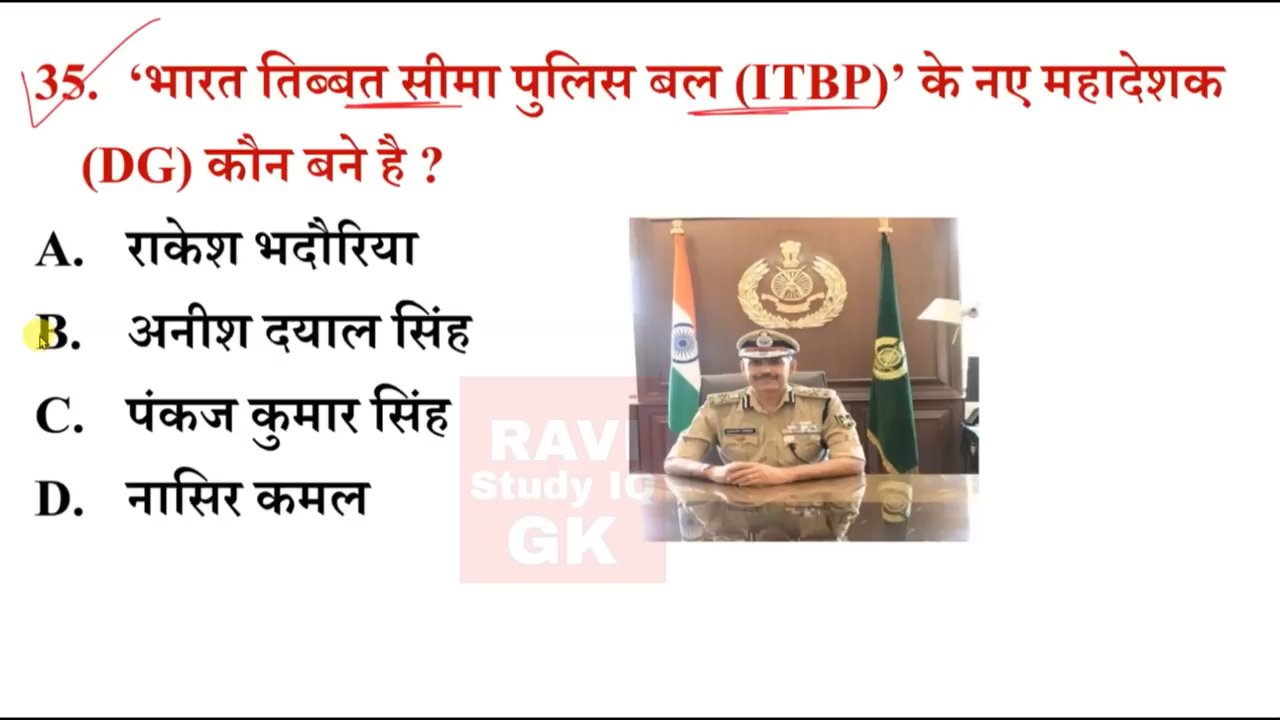 35. ‘भारत तिब्बत सीमा पुलिस बल (ITBP)’ के नए महादेशक
(DG) कौन बने है ?
A. राकेश भदौरिया
B. अनीश दयाल सिंह
C. पंकज कुमार सिंह
D. नासिर कमल
RAVI
Study IQ
GK